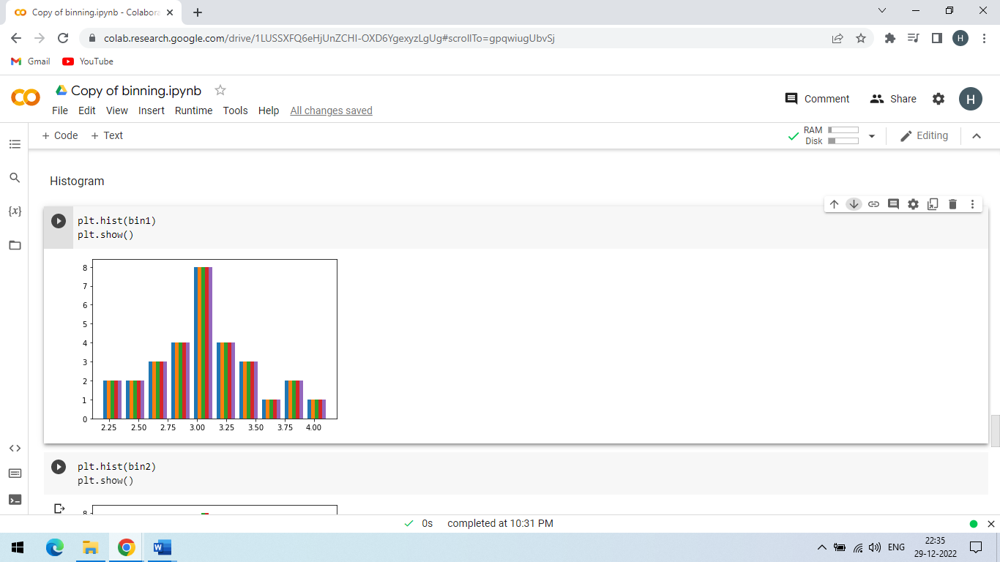 Copy of binning.ipynb - Colabora
colab.research.google.com/drive/1LUSSXFQ6eHjUnZCHI-OXD6YgexyzLgUg#scrollTo=gpqwiugUbvSj
H
Gmail YouTube
Copy of binning.ipynb
File Edit View Insert Runtime Tools Help All changes saved
Comment Share H
+ Code + Text
RAM
Disk
Editing
{x}
Histogram
plt.hist(bin1)
plt.show()
8
7
6
5
4
3
2
1
0
2.25 2.50 2.75 3.00 3.25 3.50 3.75 4.00
plt.hist(bin2)
plt.show()
8
0s completed at 10:31 PM
W
ENG
22:35
29-12-2022